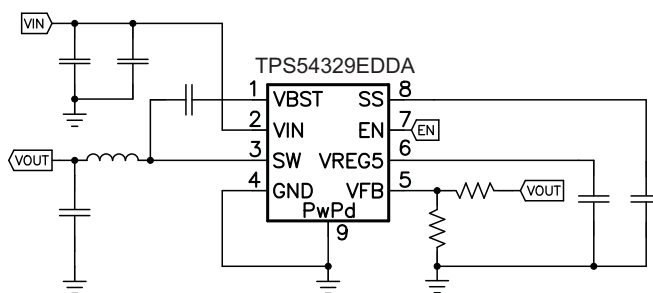 VIN
TPS54329EDDA
1 VBST SS 8
2 VIN EN 7 EN
3 SW VREG5 6
VOUT
4 GND VFB 5 VOUT
PwPd
9